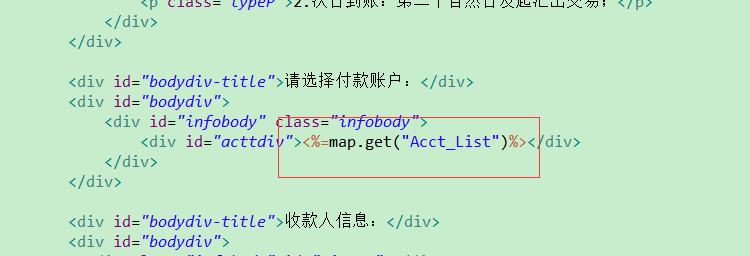 <p class="typeP">2.次日到账：第二个自然日发起汇出交易；</p>
</div>
</div>
<div id="bodydiv-title">请选择付款账户：</div>
<div id="bodydiv">
<div id="infobody" class="infobody">
<div id="acttdiv"><%=map.get("Acct_List")%></div>
</div>
</div>
<div id="bodydiv-title">收款人信息：</div>
<div id="bodydiv">